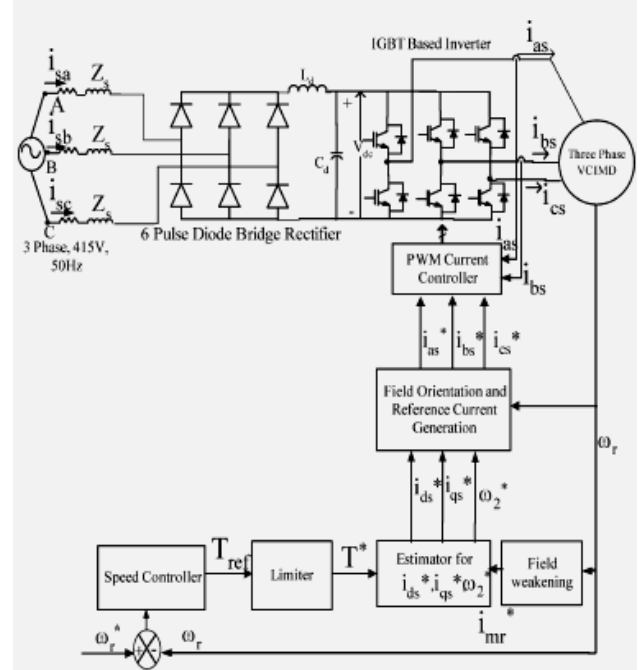 IGBT Based Inverter
i_as
i_sa
Z_s
L_d
A
+
i_sb
Z_s
V_dc
C_d
i_bs
B
Three Phase
VCIMD
i_sc
Z_s
-
i_cs
C
6 Pulse Diode Bridge Rectifier
i_as
3 Phase, 415V,
50Hz
PWM Current
Controller
i_bs
i_as* i_bs* i_cs*
Field Orientation and
Reference Current
Generation
ω_r
i_ds* i_qs* ω_2*
Speed Controller
T_ref
Limiter
T*
Estimator for
i_ds*,i_qs*,ω_2*
Field
weakening
i_mr*
ω_r*
+
-
ω_r